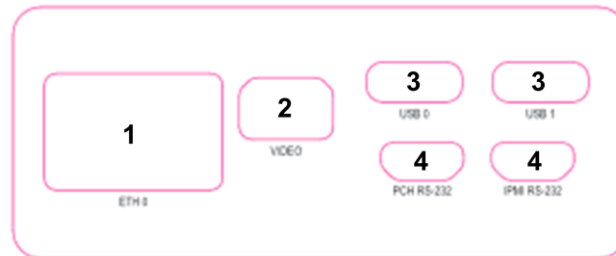 3 3
USB 0 USB 1
1 2
VIDEO
4 4
PCH RS-232 IPMI RS-232
ETH 0